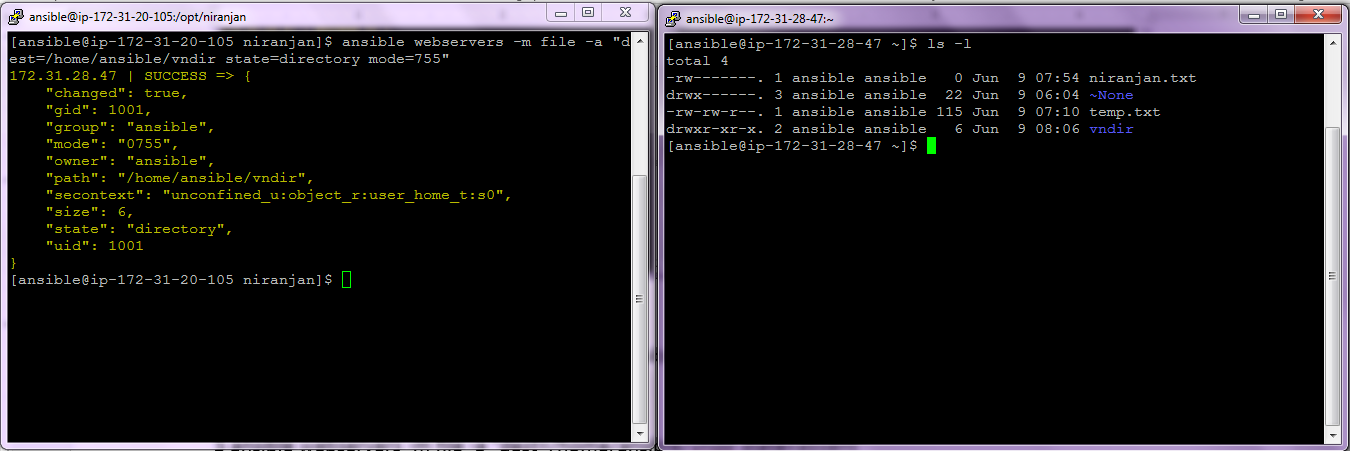 ansible@ip-172-31-20-105:/opt/niranjan
[ansible@ip-172-31-20-105 niranjan]$ ansible webservers -m file -a "d
est=/home/ansible/vndir state=directory mode=755"
172.31.28.47 | SUCCESS => {
    "changed": true,
    "gid": 1001,
    "group": "ansible",
    "mode": "0755",
    "owner": "ansible",
    "path": "/home/ansible/vndir",
    "secontext": "unconfined_u:object_r:user_home_t:s0",
    "size": 6,
    "state": "directory",
    "uid": 1001
}
[ansible@ip-172-31-20-105 niranjan]$
ansible@ip-172-31-28-47:~
[ansible@ip-172-31-28-47 ~]$ ls -l
total 4
-rw-------. 1 ansible ansible   0 Jun  9 07:54 niranjan.txt
drwx------. 3 ansible ansible  22 Jun  9 06:04 ~None
-rw-rw-r--. 1 ansible ansible 115 Jun  9 07:10 temp.txt
drwxr-xr-x. 2 ansible ansible   6 Jun  9 08:06 vndir
[ansible@ip-172-31-28-47 ~]$